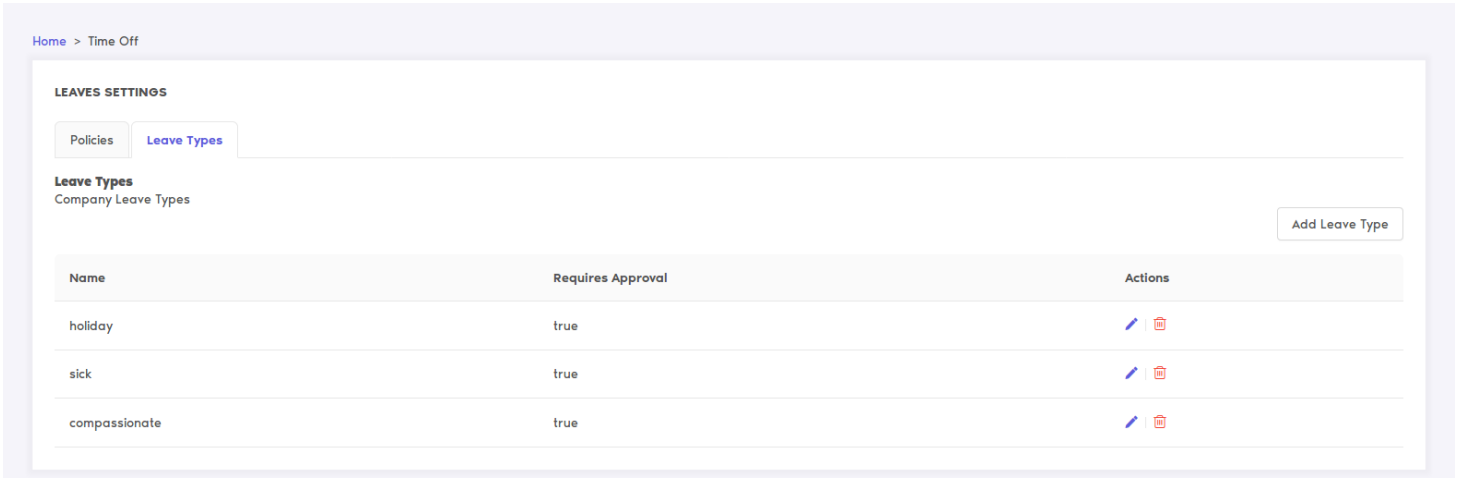 Home > Time Off
LEAVES SETTINGS
Policies Leave Types
Leave Types
Company Leave Types
Add Leave Type
Name Requires Approval Actions
holiday true
sick true
compassionate true